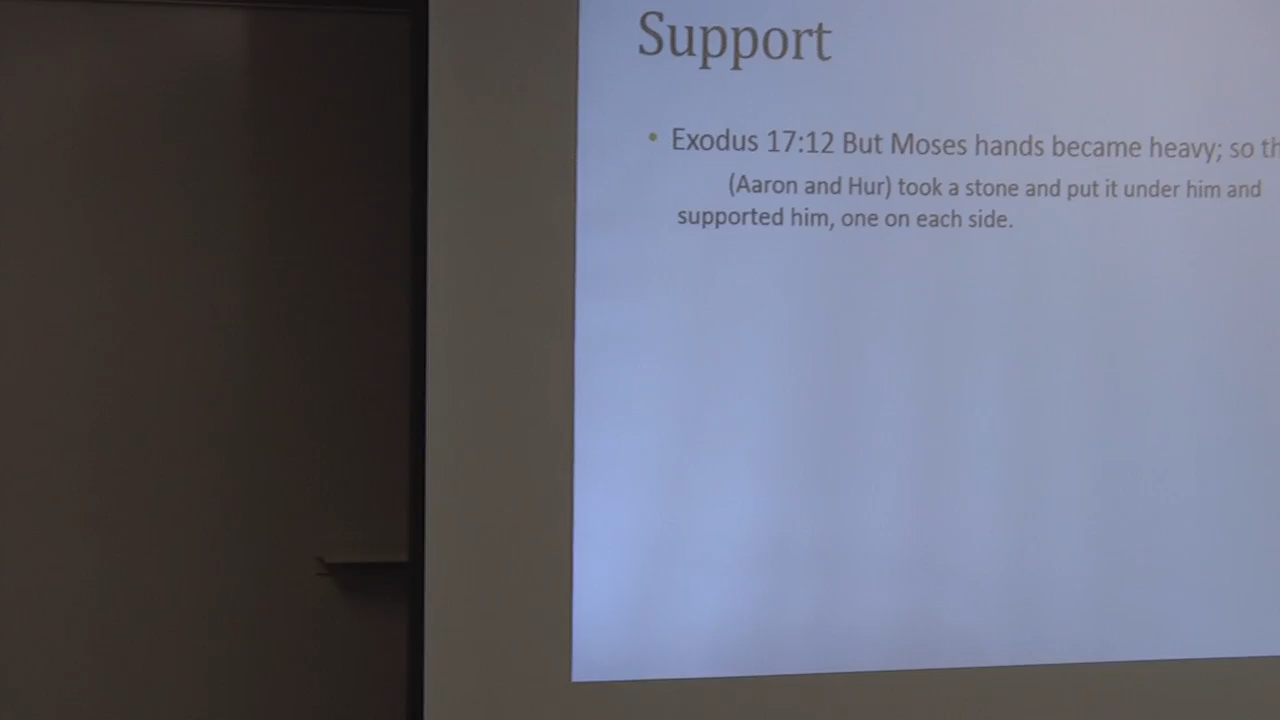 Support
• Exodus 17:12 But Moses hands became heavy; so th
(Aaron and Hur) took a stone and put it under him and
supported him, one on each side.